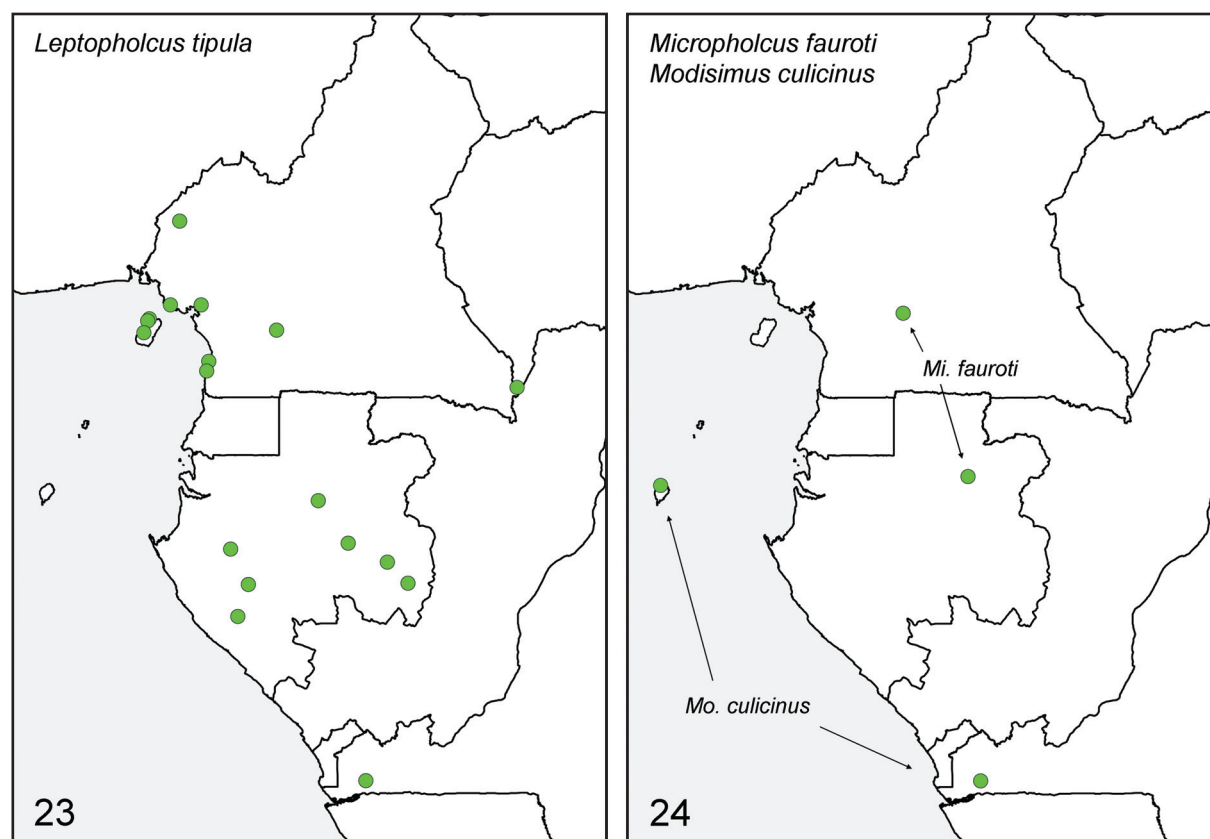 Leptopholcus tipula
23
Micropholcus fauroti
Modisimus culicinus
Mi. fauroti
Mo. culicinus
24